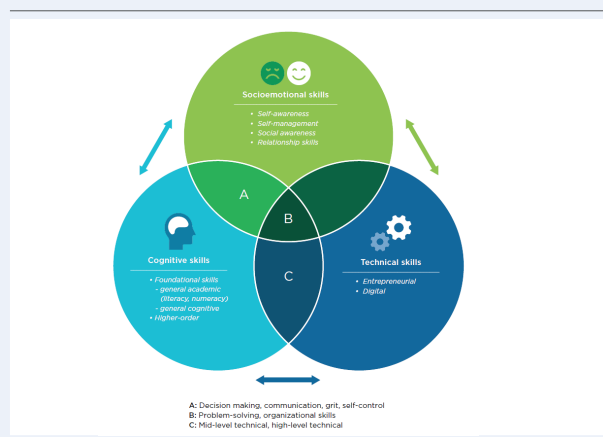 Socioemotional skills
• Self-awareness
• Self-management
• Social awareness
• Relationship skills
A
B
Cognitive skills
• Foundational skills
– general academic
(literacy, numeracy)
– general cognitive
• Higher-order
C
Technical skills
• Entrepreneurial
• Digital
A: Decision making, communication, grit, self-control
B: Problem-solving, organizational skills
C: Mid-level technical, high-level technical